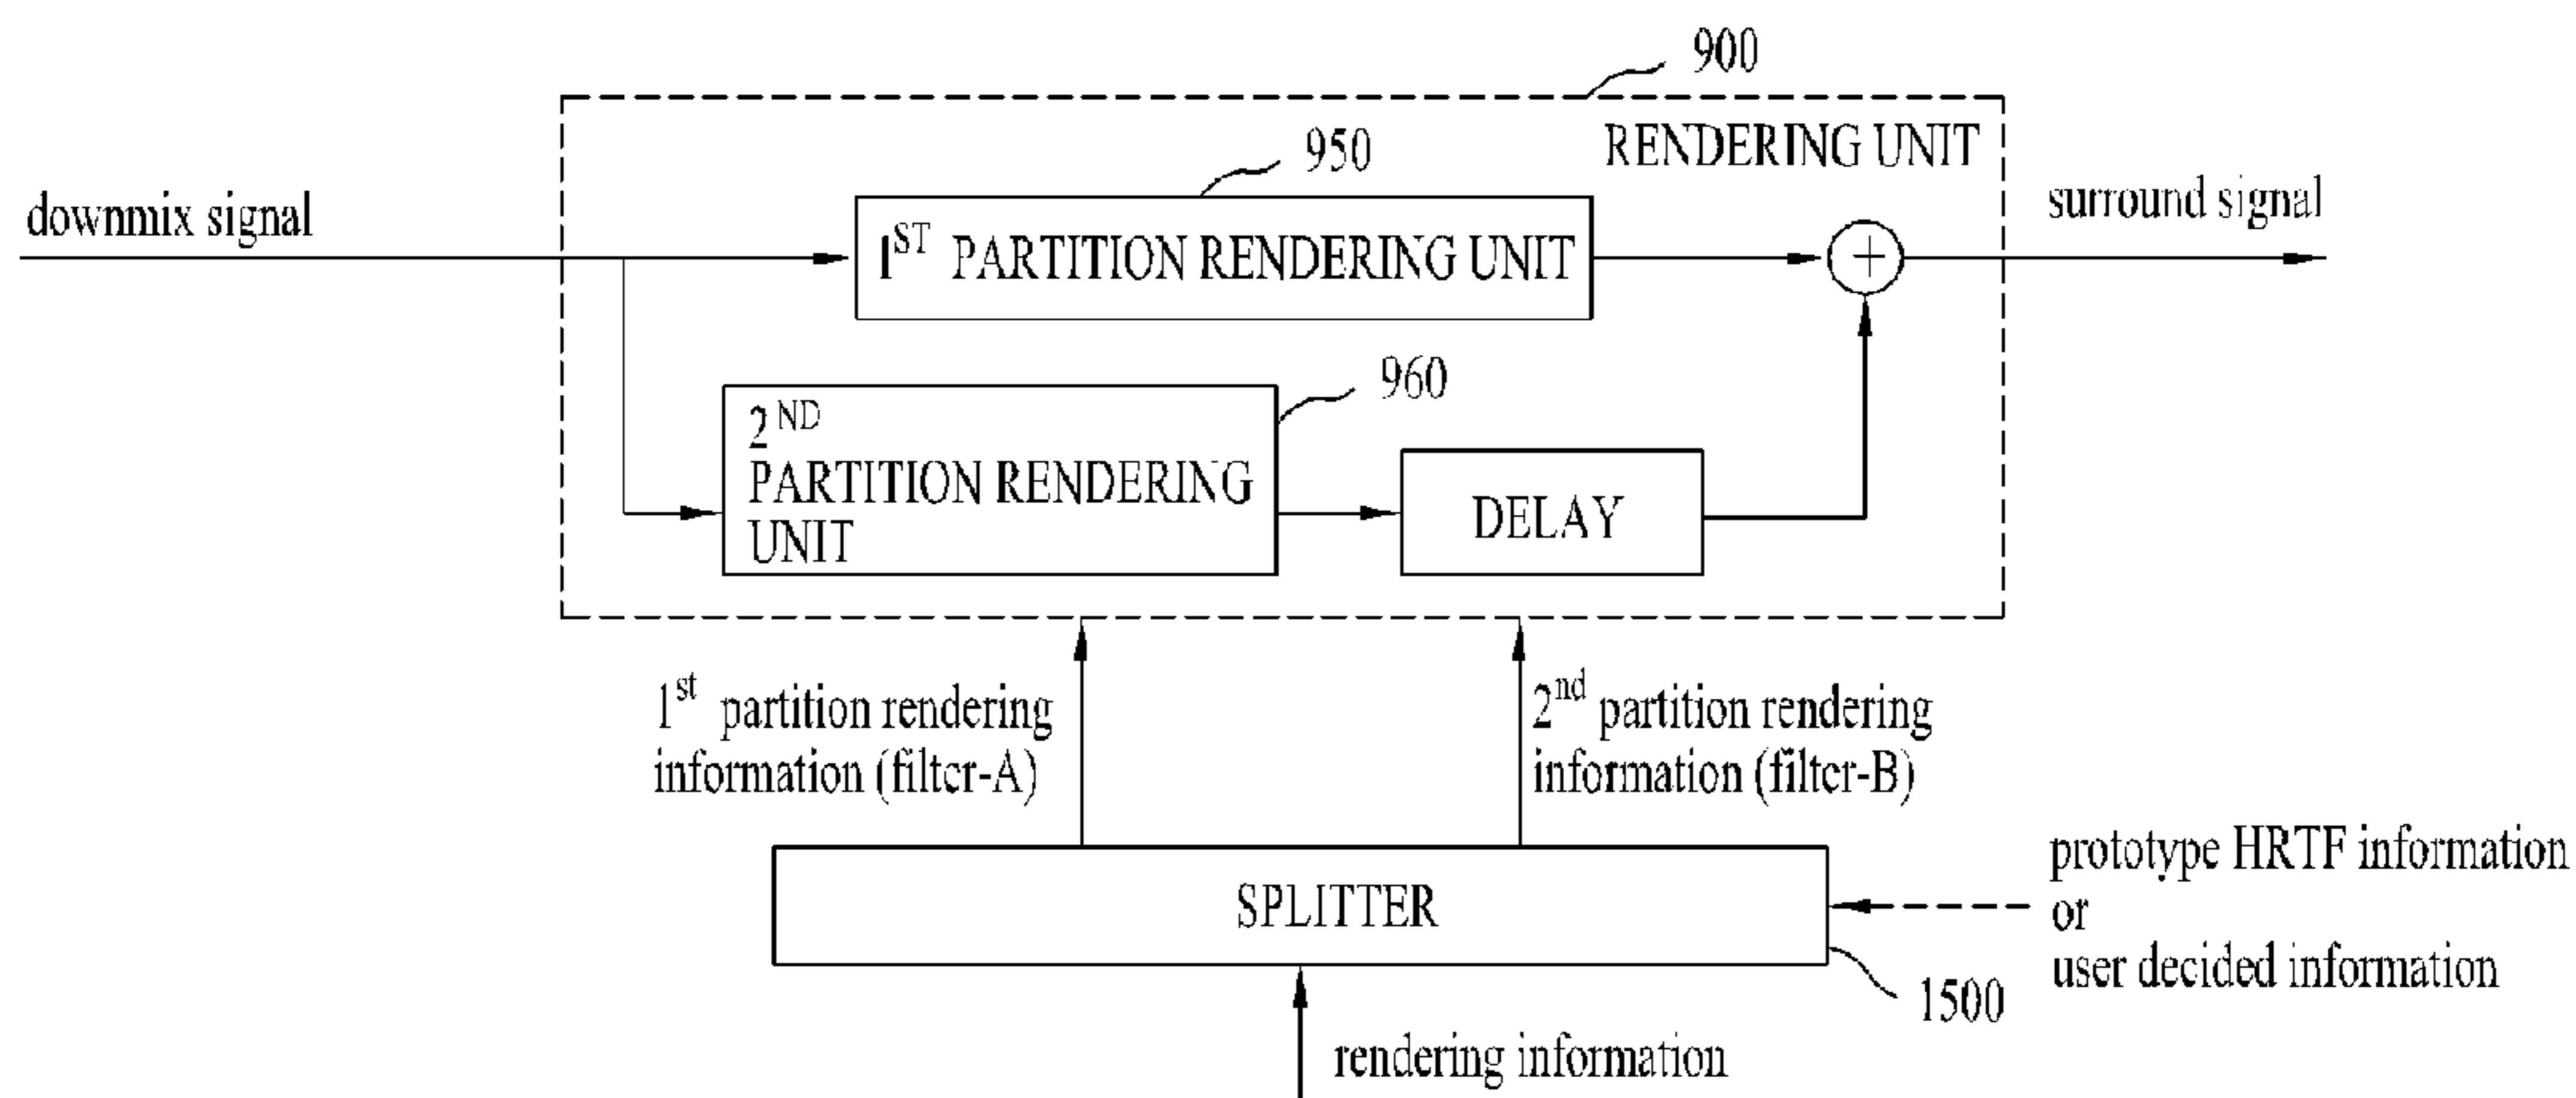 900
RENDERING UNIT
950
downmix signal
surround signal
1ST PARTITION RENDERING UNIT
+
960
2ND
PARTITION RENDERING
UNIT
DELAY
1st partition rendering
information (filter-A)
2nd partition rendering
information (filter-B)
SPLITTER
prototype HRTF information
or
user decided information
1500
rendering information